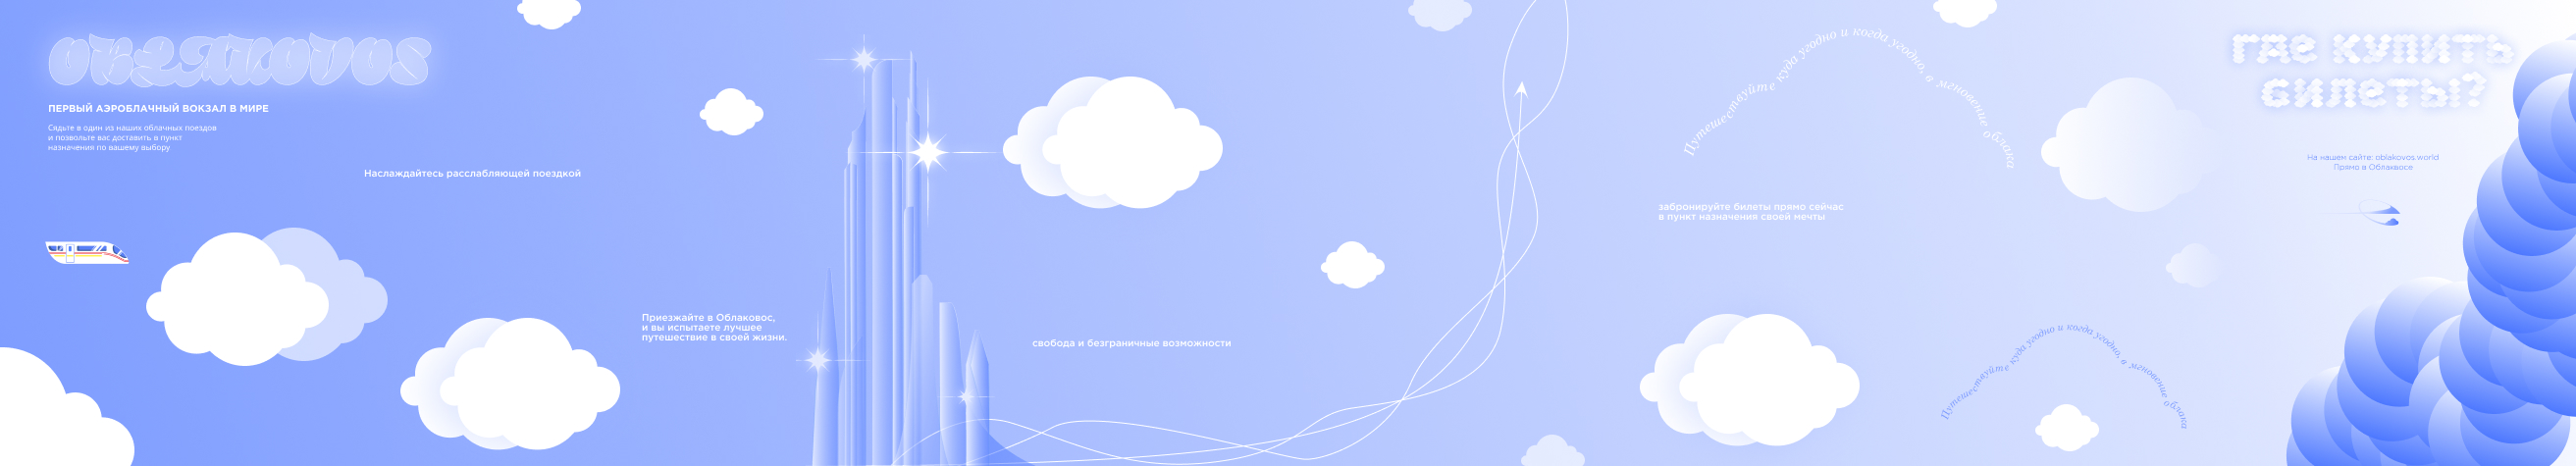 ОБЛАКОVОS
ПЕРВЫЙ АЭРОБЛАЧНЫЙ ВОКЗАЛ В МИРЕ
Сядьте в один из наших облачных поездов
и позвольте вас доставить в пункт
назначения по вашему выбору
Наслаждайтесь расслабляющей поездкой
Приезжайте в Облаковос,
и вы испытаете лучшее
путешествие в своей жизни.
свобода и безграничные возможности
Путешествуйте куда угодно и когда угодно, в мгновение облака
забронируйте билеты прямо сейчас
в пункт назначения своей мечты
Путешествуйте куда угодно и когда угодно, в мгновение облака
ГДЕ КУПИТЬ
БИЛЕТЫ?
На нашем сайте: oblakovos.world
Прямо в Облаквосе